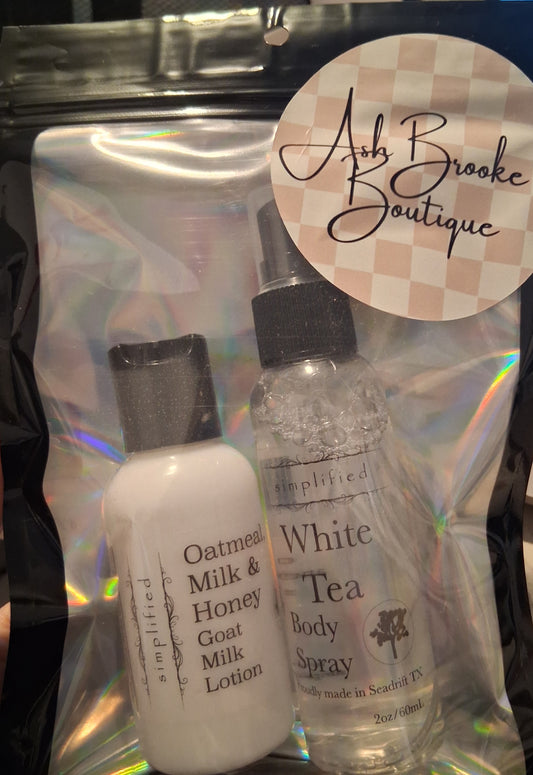 Ash Brooke
Boutique
simplified
Oatmeal,
Milk &
Honey
Goat
Milk
Lotion
simplified
White
Tea
Body
Spray
Proudly made in Seadrift TX
2oz/60mL